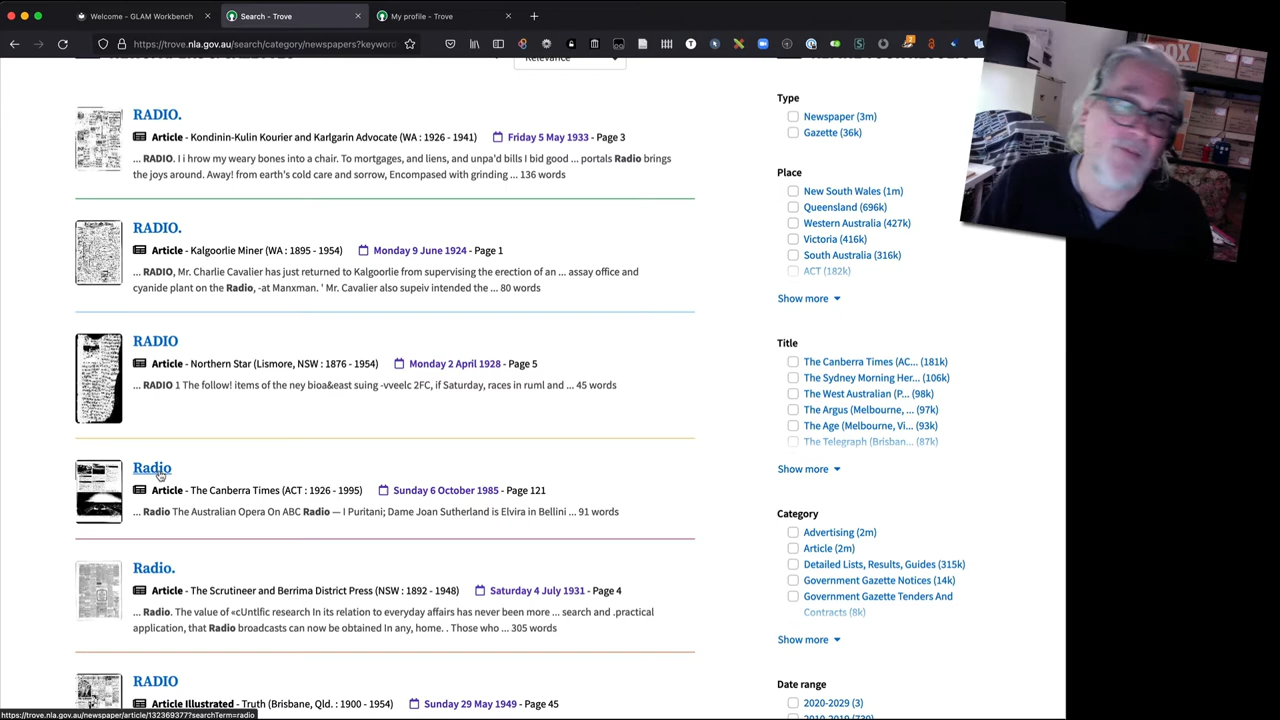 Welcome - GLAM Workbench
Search - Trove
My profile - Trove
https://trove.nla.gov.au/search/category/newspapers?keyword
Relevance
RADIO.
Article - Kondinin-Kulin Kourier and Karlgarin Advocate (WA : 1926 - 1941) Friday 5 May 1933 - Page 3
... RADIO. I i how my weary bones into a chair. To mortgages, and liens, and unpa'd bills I bid good ... portals Radio brings
the joys around. Away! from earth's cold care and sorrow, Encompassed with grinding ... 136 words
RADIO.
Article - Kalgoorlie Miner (WA : 1895 - 1954) Monday 9 June 1924 - Page 1
... RADIO, Mr. Charlie Cavalier has just returned to Kalgoorlie from supervising the erection of an ... assay office and
cyanide plant on the Radio, -at Manxman. ' Mr. Cavalier also supeiv intended the ... 80 words
RADIO
Article - Northern Star (Lismore, NSW : 1876 - 1954) Monday 2 April 1928 - Page 5
... RADIO 1 The follow! items of the ney bioa&east suing -vveelc 2FC, if Saturday, races in ruml and ... 45 words
Radio
Article - The Canberra Times (ACT : 1926 - 1995) Sunday 6 October 1985 - Page 121
... Radio The Australian Opera On ABC Radio — I Puritani; Dame Joan Sutherland is Elvira in Bellini ... 91 words
Radio.
Article - The Scrutineer and Berrima District Press (NSW : 1892 - 1948) Saturday 4 July 1931 - Page 4
... Radio. The value of «cUntlfic research In its relation to everyday affairs has never been more ... search and .practical
application, that Radio broadcasts can now be obtained In any, home. . Those who ... 305 words
RADIO
Article Illustrated - Truth (Brisbane, Qld. : 1900 - 1954) Sunday 29 May 1949 - Page 45
https://trove.nla.gov.au/newspaper/article/132369377?searchTerm=radio
Type
Newspaper (3m)
Gazette (36k)
Place
New South Wales (1m)
Queensland (696k)
Western Australia (427k)
Victoria (416k)
South Australia (316k)
ACT (182k)
Show more
Title
The Canberra Times (AC... (181k)
The Sydney Morning Her... (106k)
The West Australian (P... (98k)
The Argus (Melbourne, ... (97k)
The Age (Melbourne, Vi... (93k)
The Telegraph (Brisban... (87k)
Show more
Category
Advertising (2m)
Article (2m)
Detailed Lists, Results, Guides (315k)
Government Gazette Notices (14k)
Government Gazette Tenders And
Contracts (8k)
Show more
Date range
2020-2029 (3)